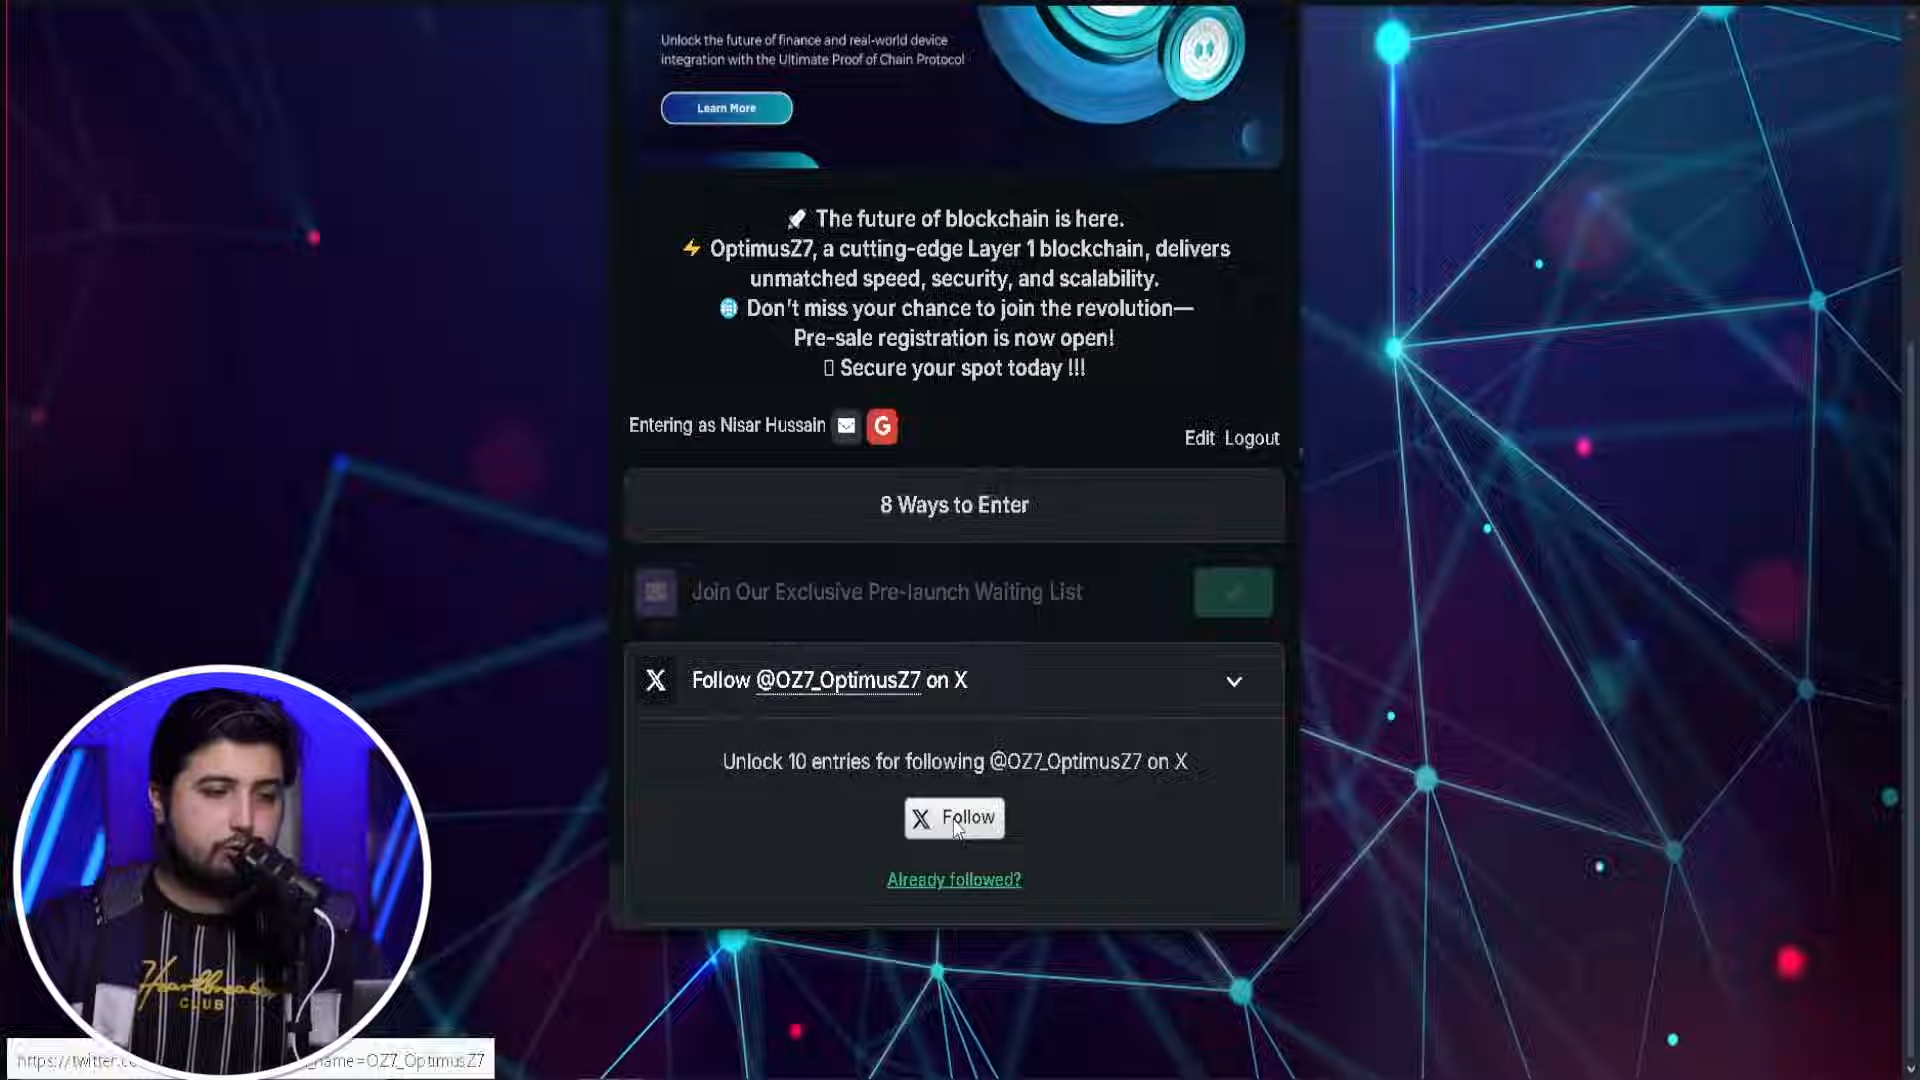 Unlock the future of finance and real-world device
integration with the Ultimate Proof of Chain Protocol
Learn More
🚀 The future of blockchain is here.
⚡ OptimusZ7, a cutting-edge Layer 1 blockchain, delivers
unmatched speed, security, and scalability.
🌐 Don't miss your chance to join the revolution—
Pre-sale registration is now open!
Secure your spot today !!!
Entering as Nisar Hussain
G
Edit Logout
8 Ways to Enter
Join Our Exclusive Pre-launch Waiting List
X Follow @OZ7_OptimusZ7 on X
Unlock 10 entries for following @OZ7_OptimusZ7 on X
X Follow
Already followed?
Heartbreaker
CLUB
https://twitter.co _name=OZ7_OptimusZ7